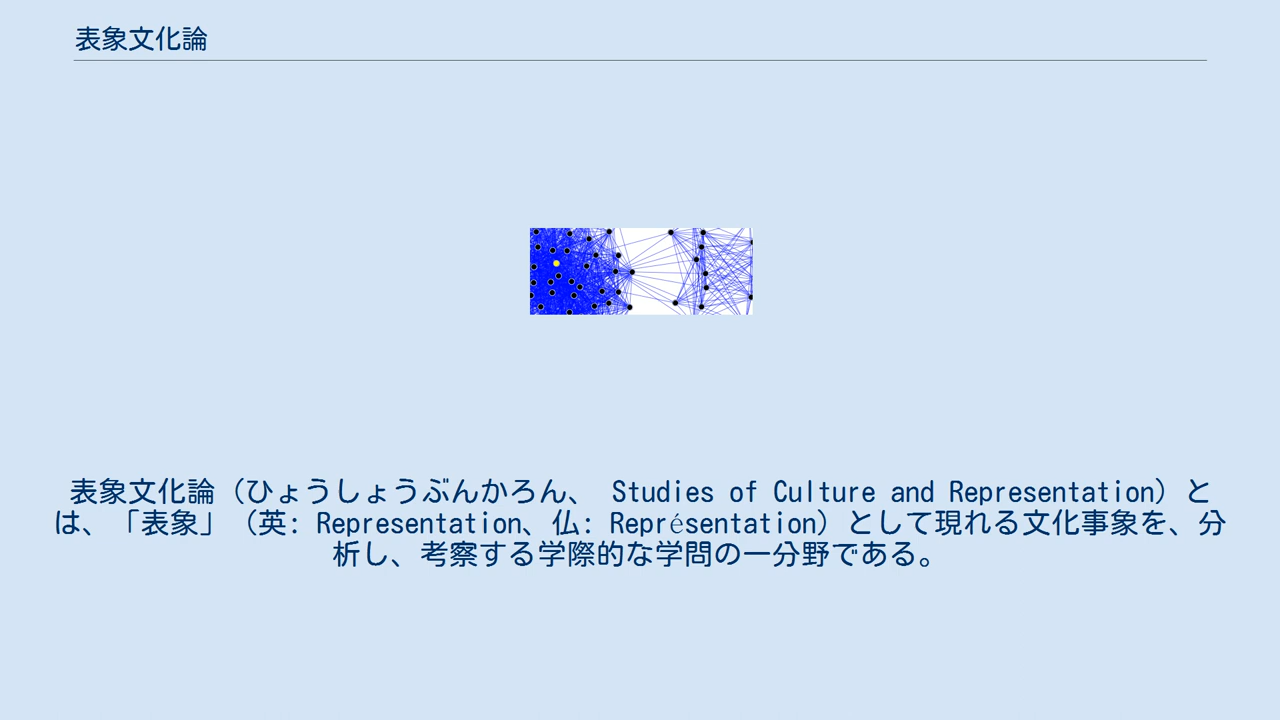 表象文化論
表象文化論（ひょうしょうぶんかろん、 Studies of Culture and Representation）と
は、「表象」（英: Representation、仏: Représentation）として現れる文化事象を、分
析し、考察する学際的な学問の一分野である。